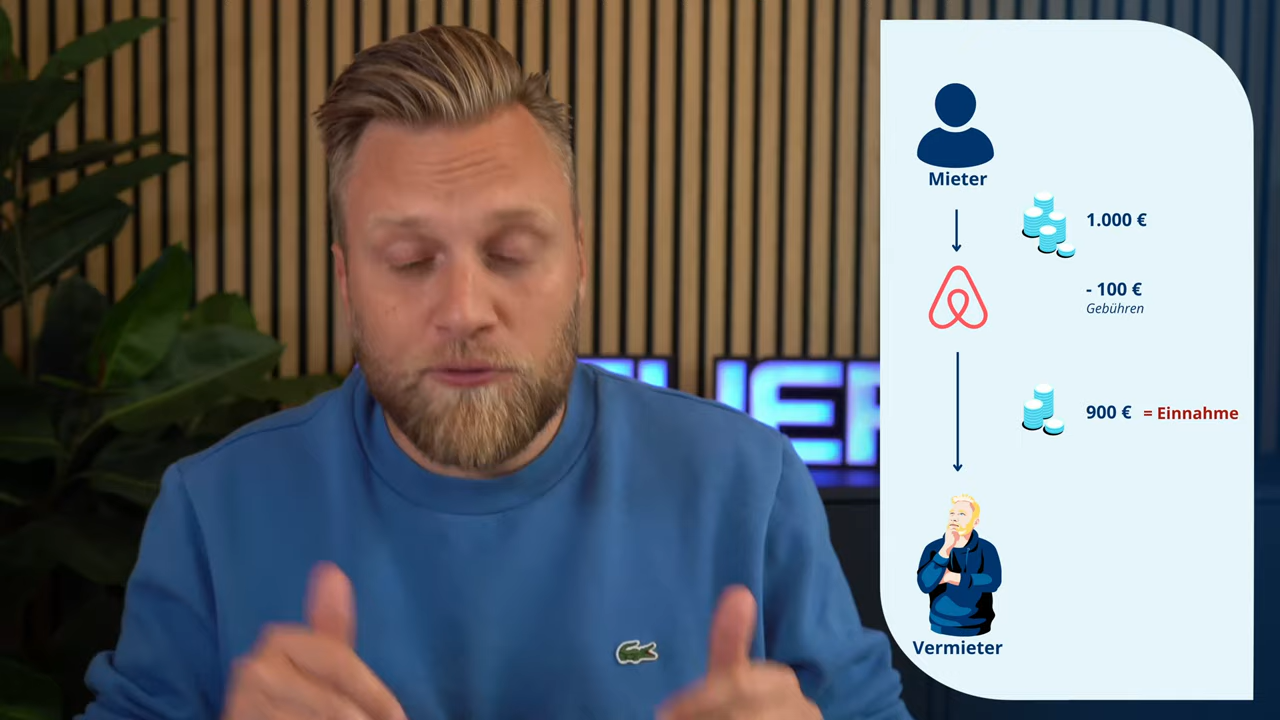 Mieter
1.000 €
- 100 €
Gebühren
900 € = Einnahme
Vermieter